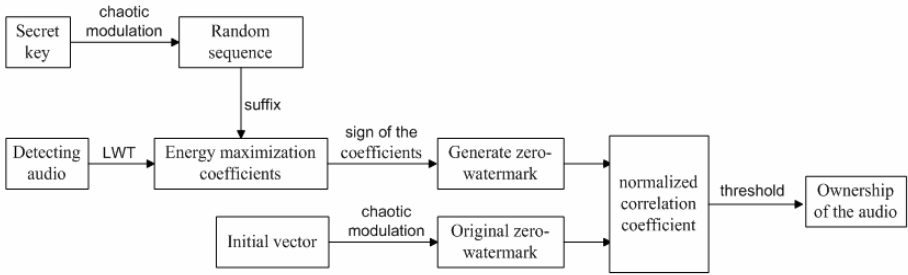 chaotic
modulation
Secret
key
Random
sequence
suffix
Detecting
audio
LWT
Energy maximization
coefficients
sign of the
coefficients
Generate zero-
watermark
normalized
correlation
coefficient
threshold
Ownership
of the audio
Initial vector
chaotic
modulation
Original zero-
watermark